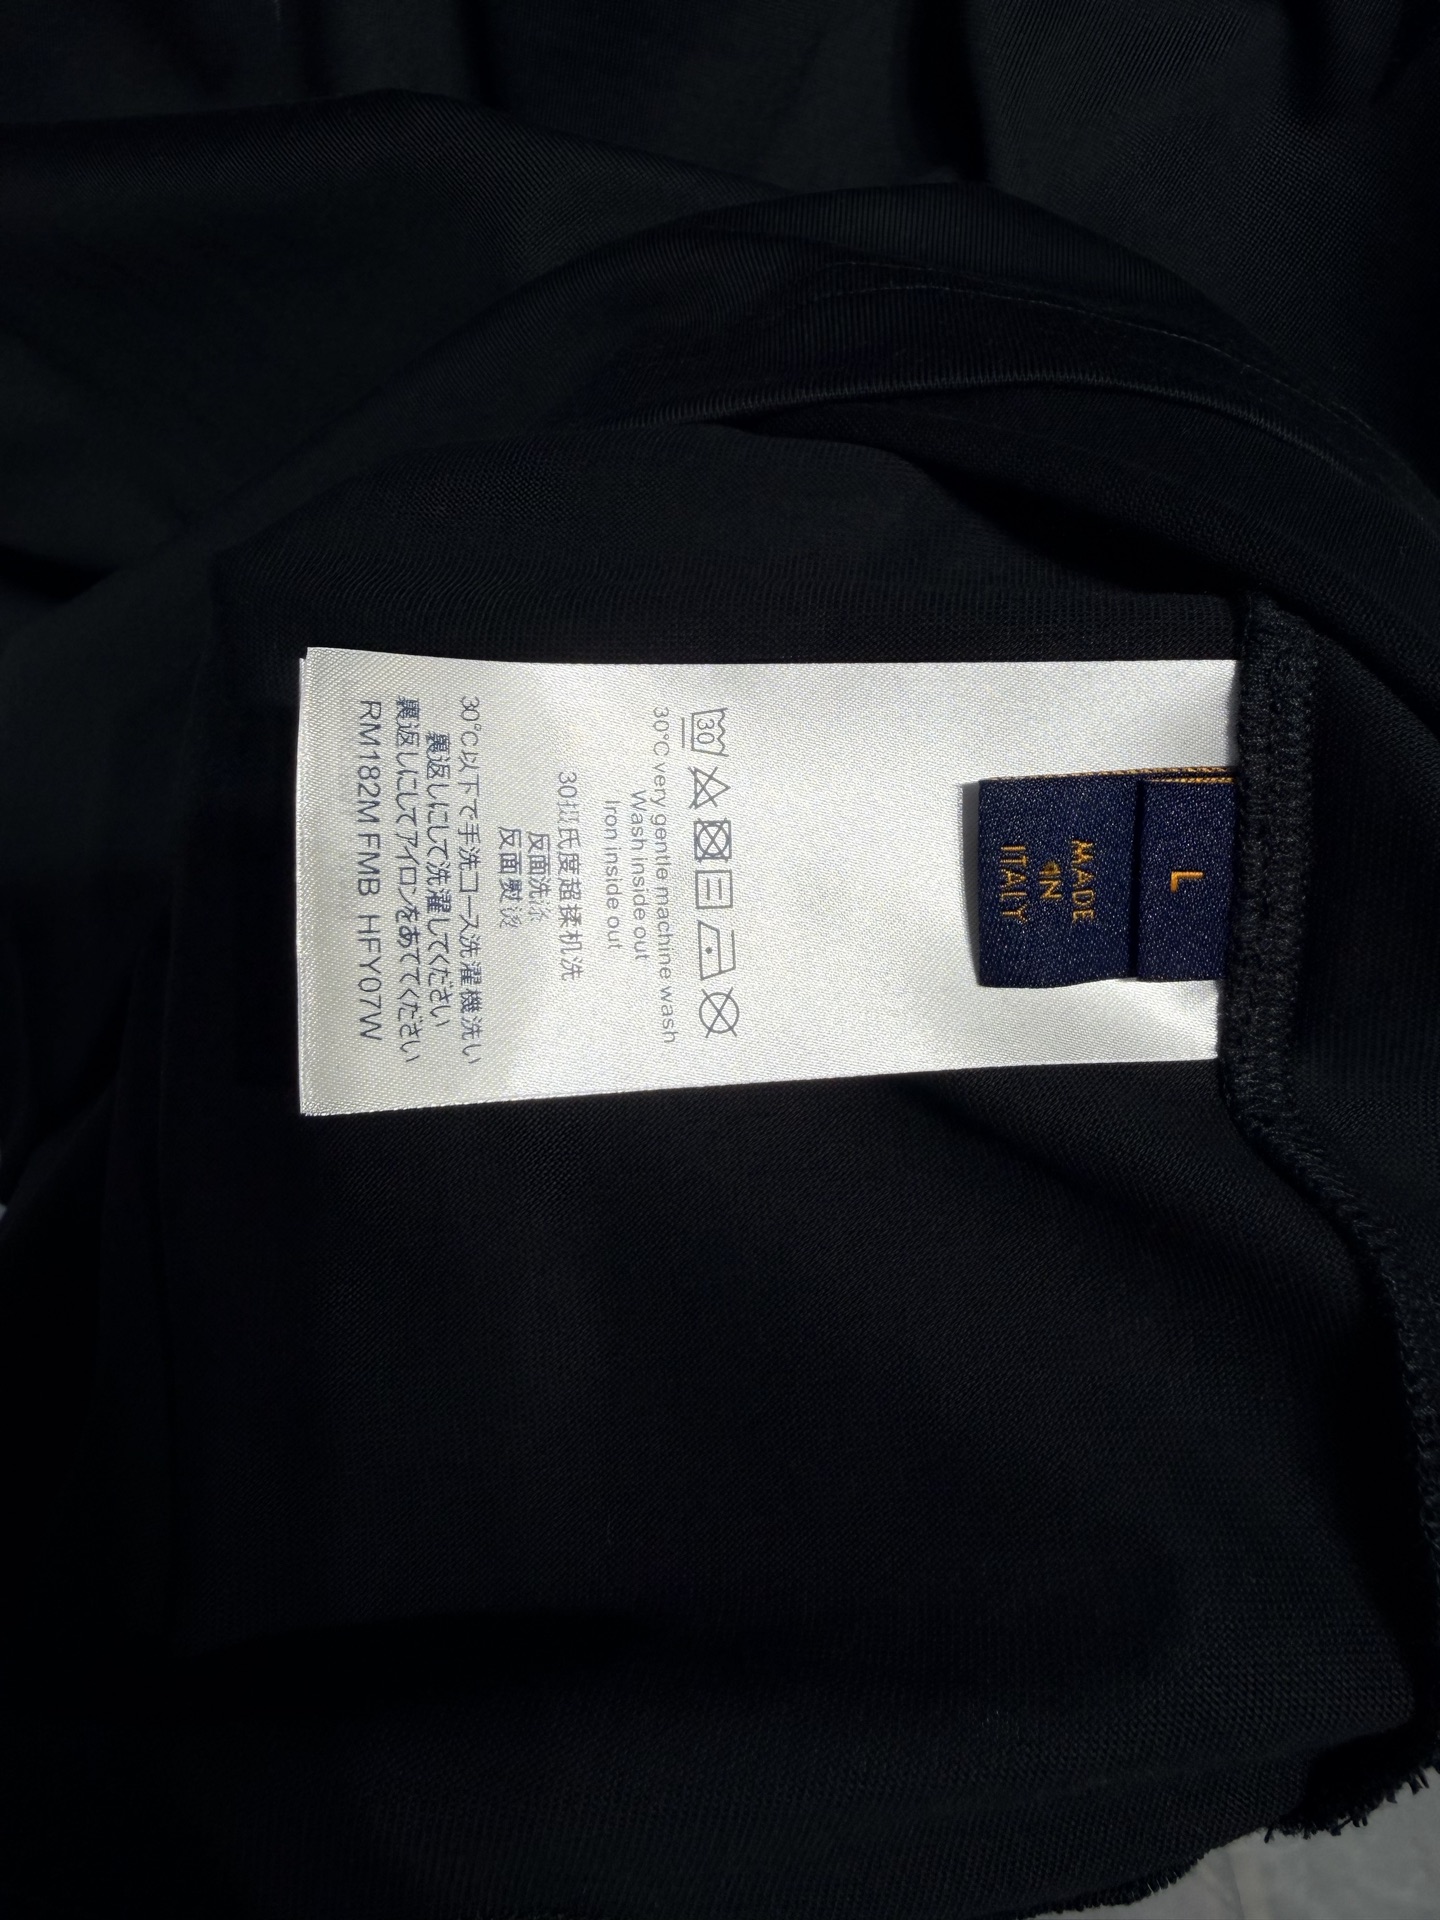 L
MADE
IN
ITALY
30
30°C very gentle machine wash
Wash inside out
Iron inside out
30摄氏度超揉机洗
反面洗涤
反面熨烫
30℃以下で手洗コース洗濯機洗い
裏返しにして洗濯してください
裏返しにしてアイロンをあててください
RM182M FMB HFY07W